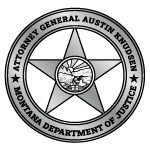 ATTORNEY GENERAL AUSTIN KNUDSEN
MONTANA DEPARTMENT OF JUSTICE